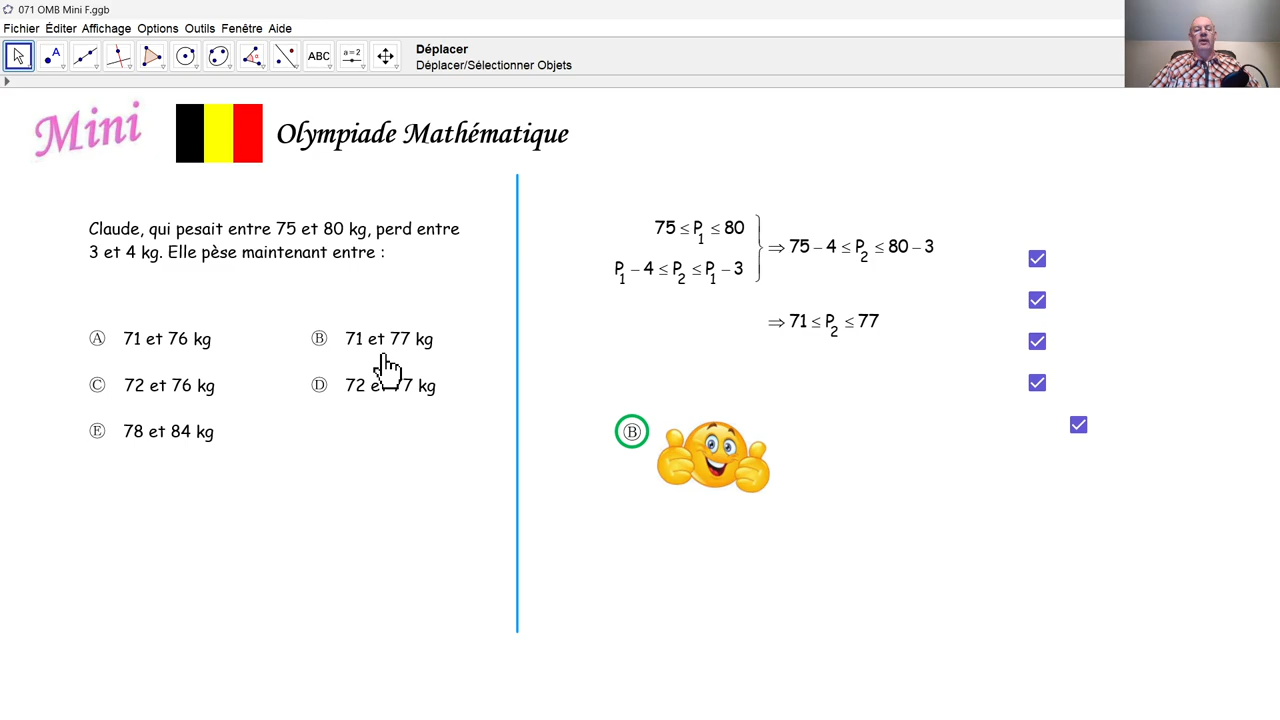 071 OMB Mini F.ggb
Fichier Éditer Affichage Options Outils Fenêtre Aide
A ABC a=2
Déplacer
Déplacer/Sélectionner Objets
Mini
Olympiade Mathématique
Claude, qui pesait entre 75 et 80 kg, perd entre
3 et 4 kg. Elle pèse maintenant entre :
Ⓐ 71 et 76 kg Ⓑ 71 et 77 kg
Ⓒ 72 et 76 kg Ⓓ 72 et 77 kg
Ⓔ 78 et 84 kg
75 ≤ P₁ ≤ 80
P₁ − 4 ≤ P₂ ≤ P₁ − 3
⇒ 75 − 4 ≤ P₂ ≤ 80 − 3
⇒ 71 ≤ P₂ ≤ 77
Ⓑ